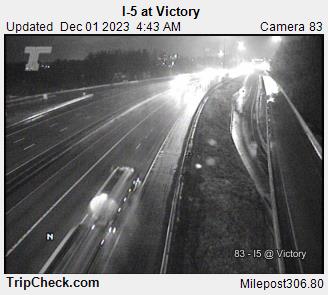 I-5 at Victory
Updated Dec 01 2023 4:43 AM Camera 83
T
N
83 - I5 @ Victory
TripCheck.com Milepost306.80